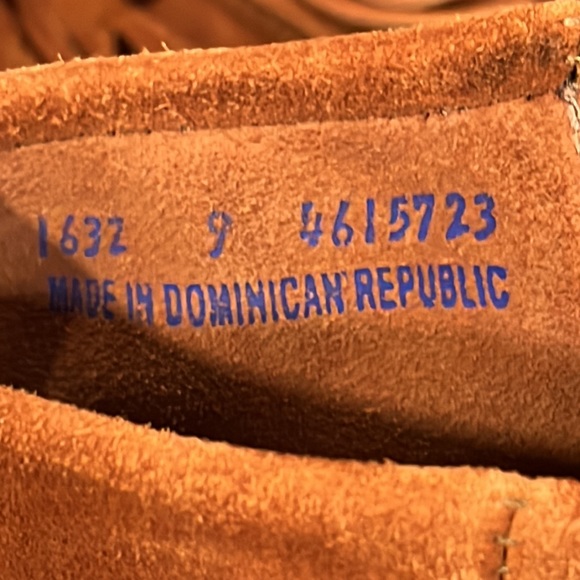 1632 9 4615723
MADE IN DOMINICAN REPUBLIC